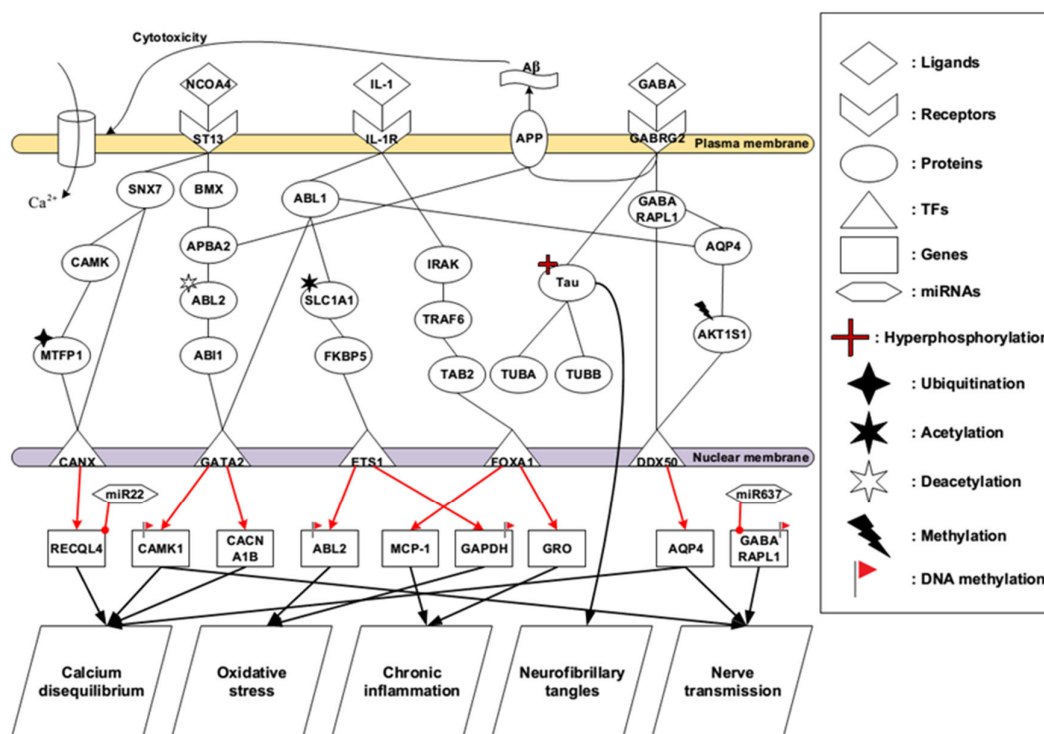 Cytotoxicity
NCOA4
IL-1
Aβ
GABA
ST13
IL-1R
APP
GABRG2
Plasma membrane
Ca²⁺
SNX7
BMX
ABL1
GABA
RAPL1
CAMK
APBA2
IRAK
AQP4
ABL2
SLC1A1
Tau
TRAF6
AKT1S1
MTFP1
ABI1
FKBP5
TAB2
TUBA
TUBB
CANX
GATA2
ETS1
FOXA1
DDX50
Nuclear membrane
miR22
miR637
RECQL4
CAMK1
CACN
A1B
ABL2
MCP-1
GAPDH
GRO
AQP4
GABA
RAPL1
Calcium
disequilibrium
Oxidative
stress
Chronic
inflammation
Neurofibrillary
tangles
Nerve
transmission
: Ligands
: Receptors
: Proteins
: TFs
: Genes
: miRNAs
: Hyperphosphorylation
: Ubiquitination
: Acetylation
: Deacetylation
: Methylation
: DNA methylation